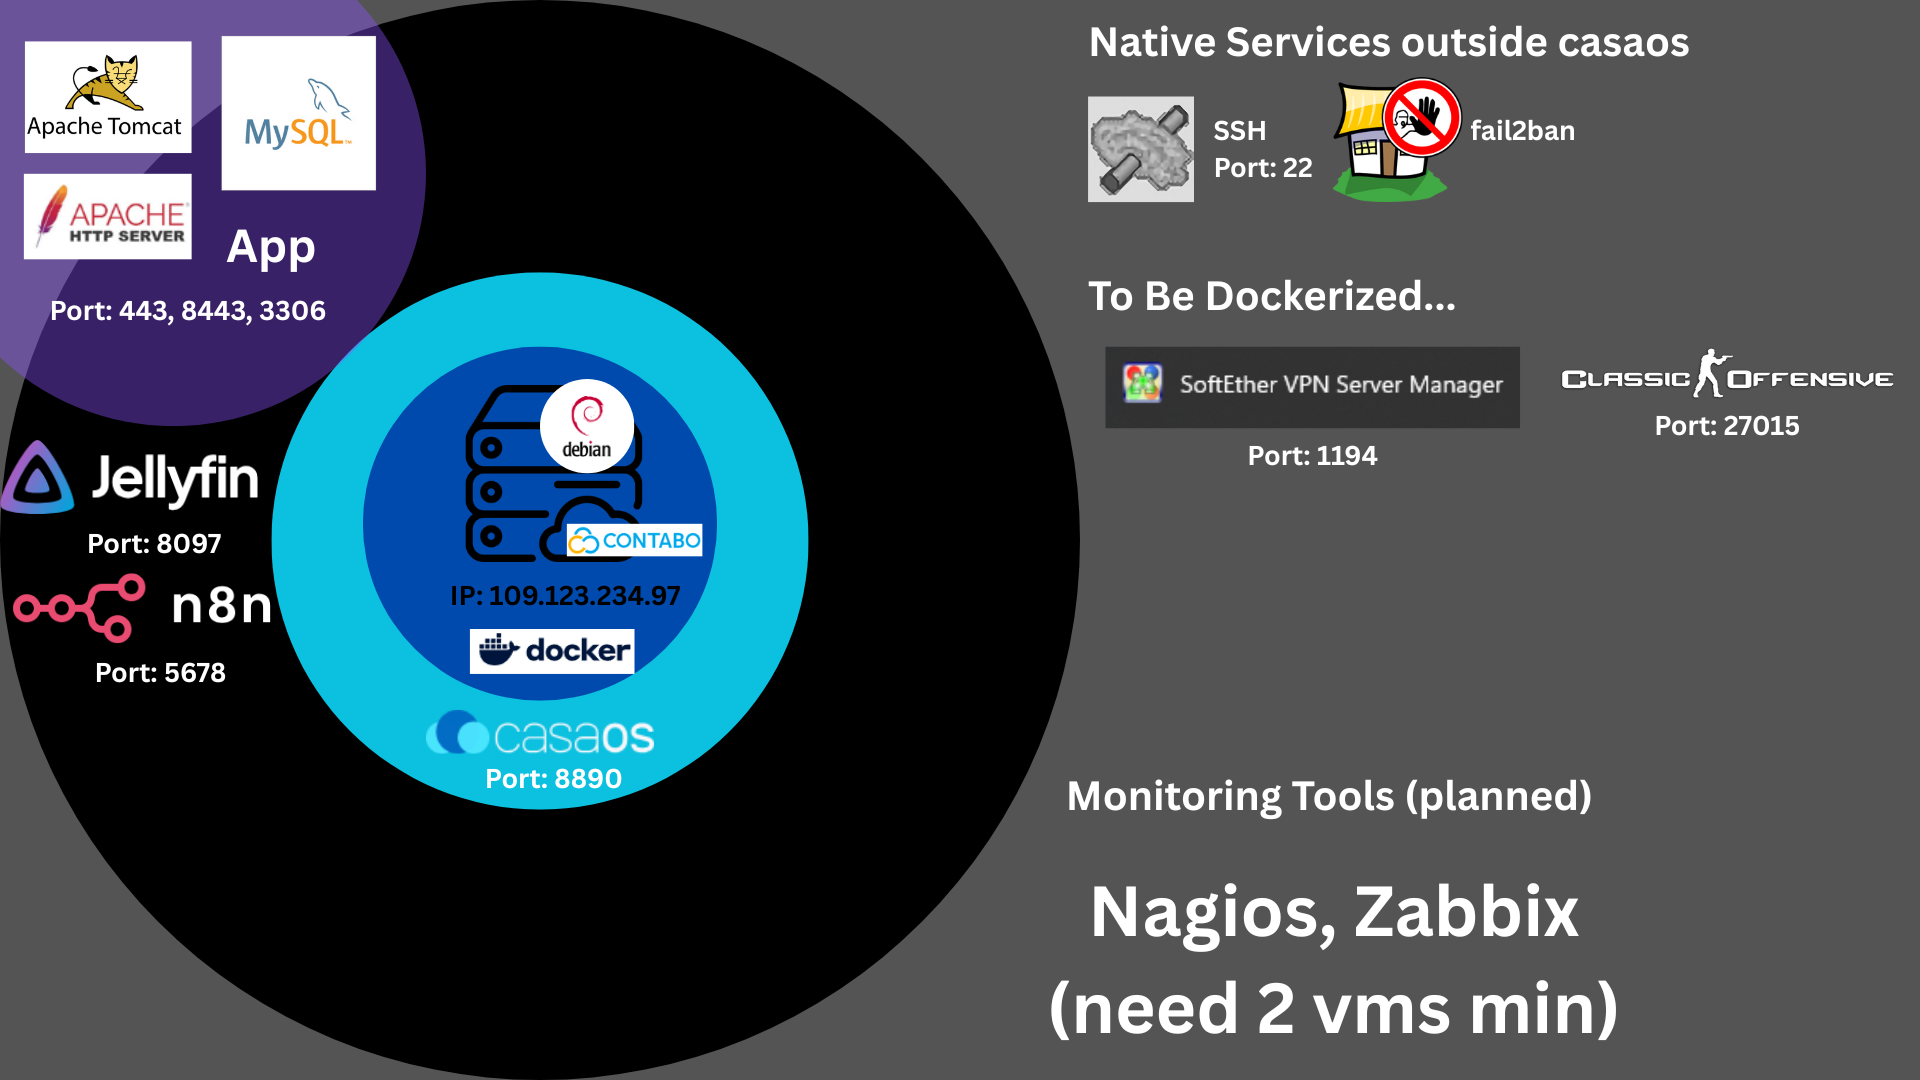 Apache Tomcat
MySQL™
APACHE
HTTP SERVER
App
Port: 443, 8443, 3306
Jellyfin
Port: 8097
n8n
Port: 5678
debian
CONTABO
IP: 109.123.234.97
docker
casaos
Port: 8890
Native Services outside casaos
SSH
Port: 22
fail2ban
To Be Dockerized...
SoftEther VPN Server Manager
Port: 1194
CLASSIC OFFENSIVE
Port: 27015
Monitoring Tools (planned)
Nagios, Zabbix
(need 2 vms min)